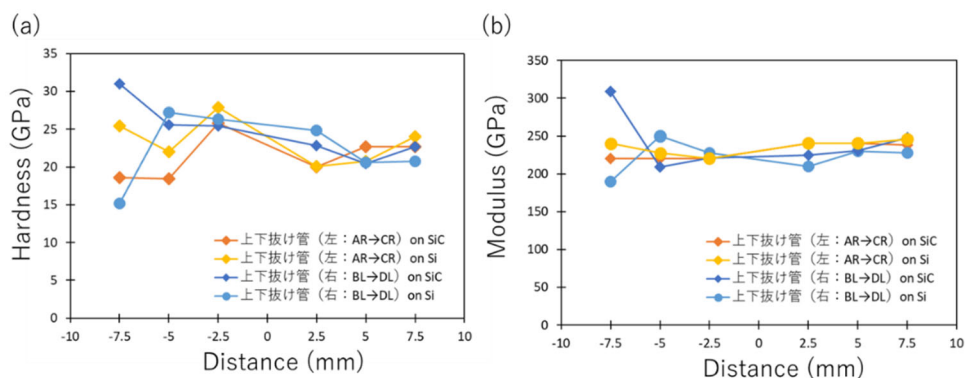 (a)
(b)
Hardness (GPa)
35
30
25
20
15
10
5
0
上下抜け管（左：AR→CR）on SiC
上下抜け管（左：AR→CR）on Si
上下抜け管（右：BL→DL）on SiC
上下抜け管（右：BL→DL）on Si
-10 -7.5 -5 -2.5 0 2.5 5 7.5 10
Distance (mm)
Modulus (GPa)
350
300
250
200
150
100
50
0
上下抜け管（左：AR→CR）on SiC
上下抜け管（左：AR→CR）on Si
上下抜け管（右：BL→DL）on SiC
上下抜け管（右：BL→DL）on Si
-10 -7.5 -5 -2.5 0 2.5 5 7.5 10
Distance (mm)